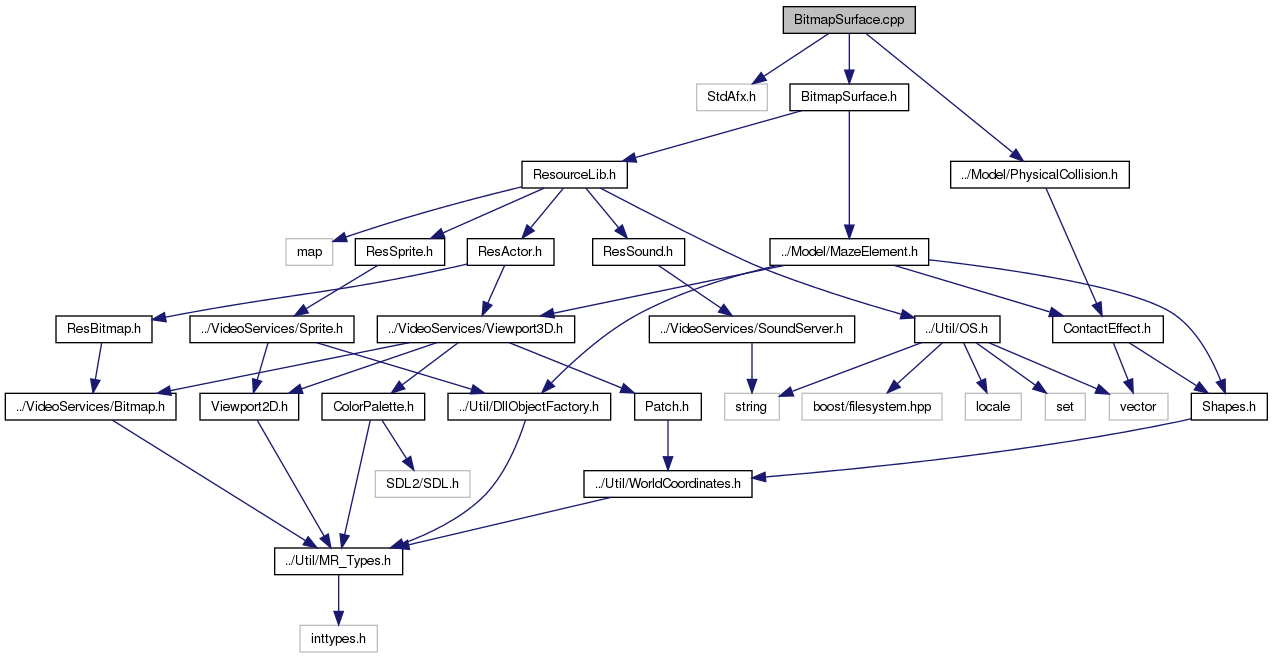 BitmapSurface.cpp
StdAfx.h
BitmapSurface.h
ResourceLib.h
../Model/PhysicalCollision.h
map
ResSprite.h
ResActor.h
ResSound.h
../Model/MazeElement.h
ResBitmap.h
../VideoServices/Sprite.h
../VideoServices/Viewport3D.h
../VideoServices/SoundServer.h
../Util/OS.h
ContactEffect.h
../VideoServices/Bitmap.h
Viewport2D.h
ColorPalette.h
../Util/DllObjectFactory.h
Patch.h
string
boost/filesystem.hpp
locale
set
vector
Shapes.h
SDL2/SDL.h
../Util/WorldCoordinates.h
../Util/MR_Types.h
inttypes.h